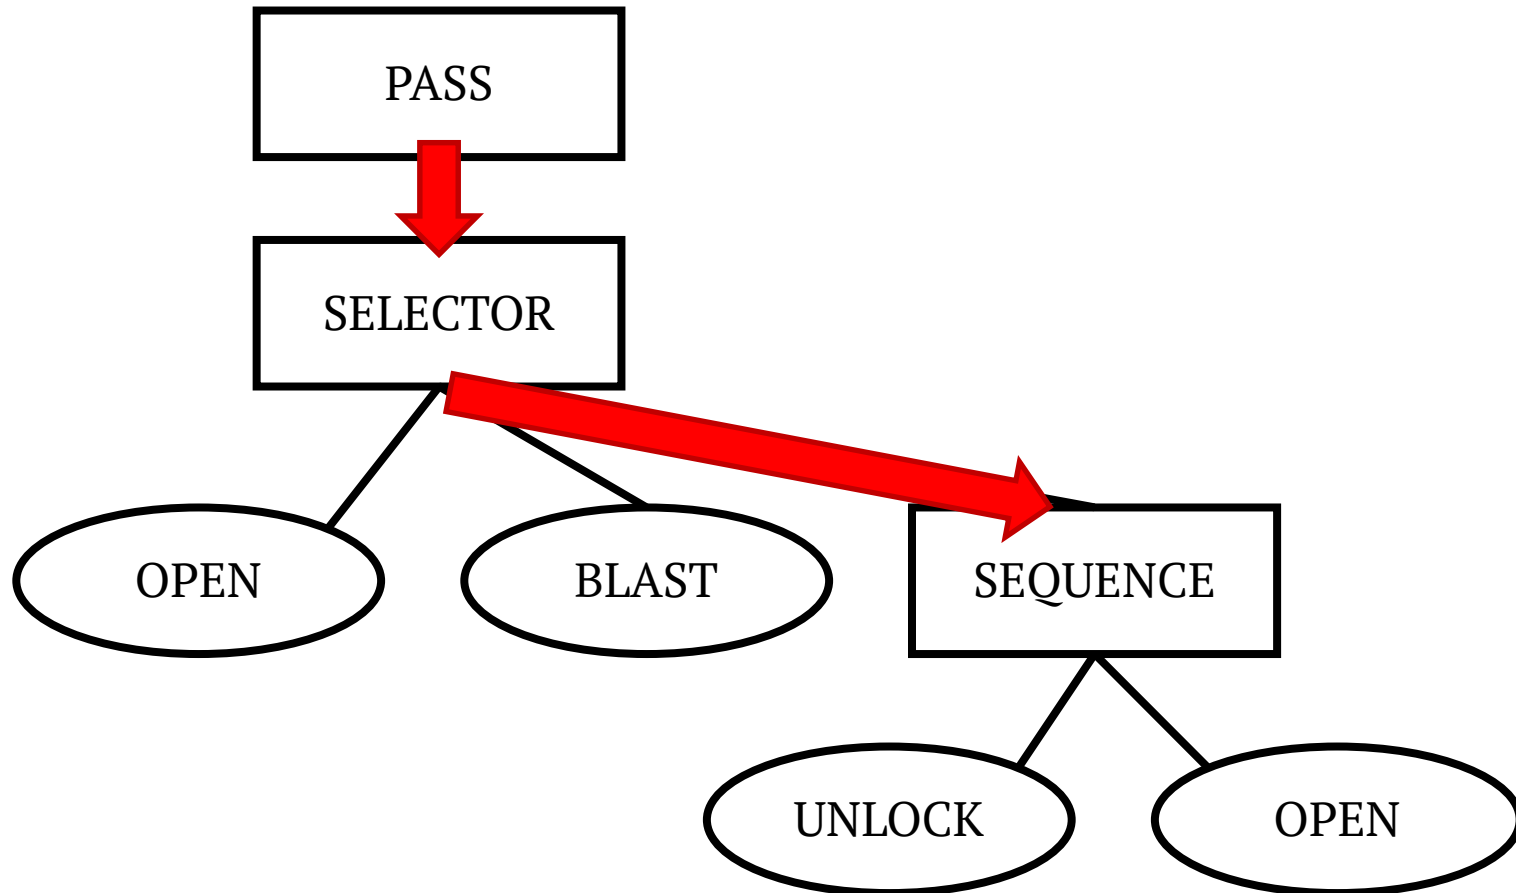 PASS
SELECTOR
OPEN
BLAST
SEQUENCE
UNLOCK
OPEN